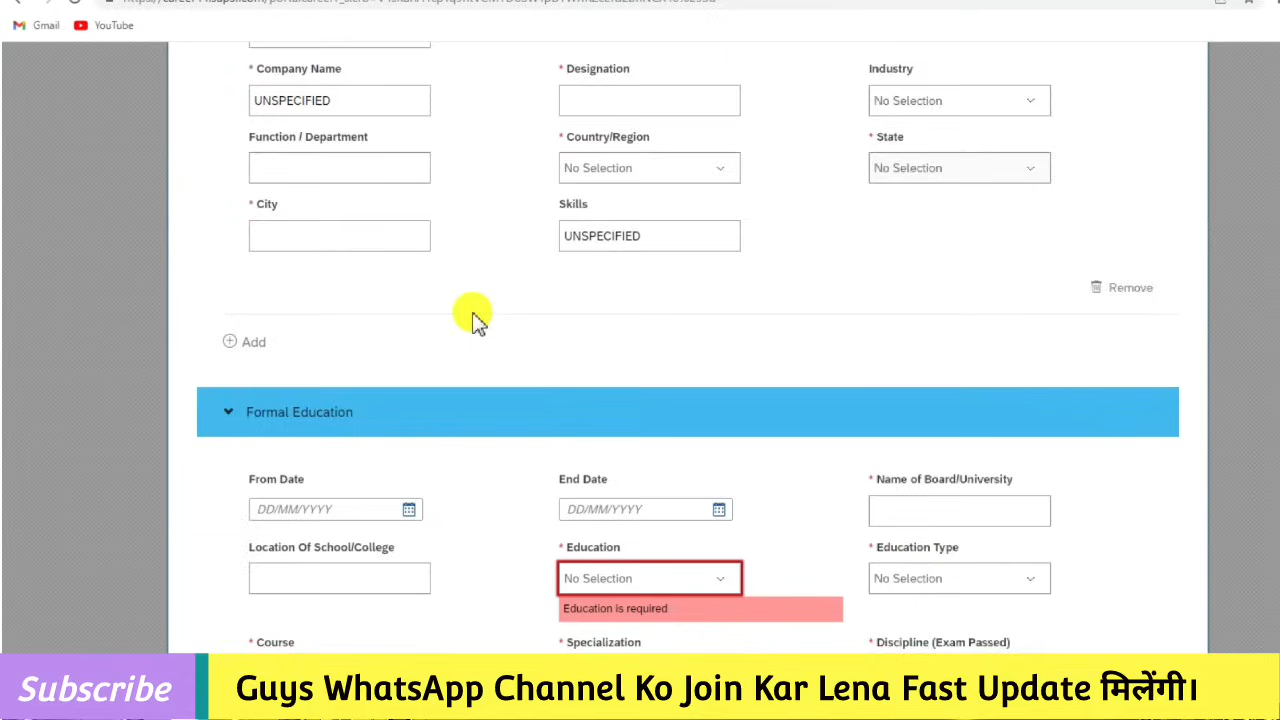 Gmail YouTube
* Company Name * Designation Industry
UNSPECIFIED No Selection
Function / Department * Country/Region * State
No Selection No Selection
* City Skills
UNSPECIFIED
Remove
Add
Formal Education
From Date End Date * Name of Board/University
DD/MM/YYYY DD/MM/YYYY
Location Of School/College * Education * Education Type
No Selection No Selection
Education is required
* Course * Specialization * Discipline (Exam Passed)
Subscribe Guys WhatsApp Channel Ko Join Kar Lena Fast Update मिलेंगी।